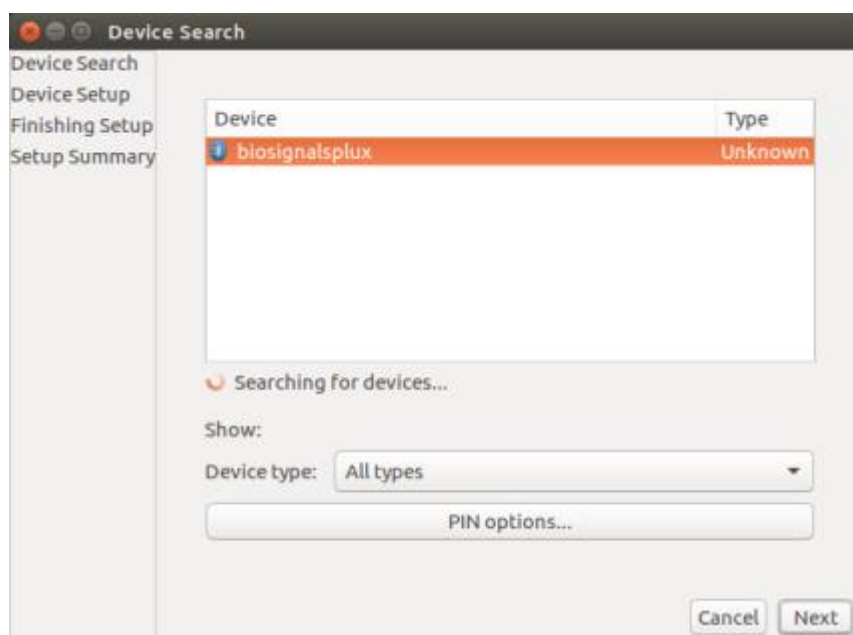 Device Search
Device Search
Device Setup
Finishing Setup
Setup Summary
Device Type
biosignalsplux Unknown
Searching for devices...
Show:
Device type: All types
PIN options...
Cancel Next